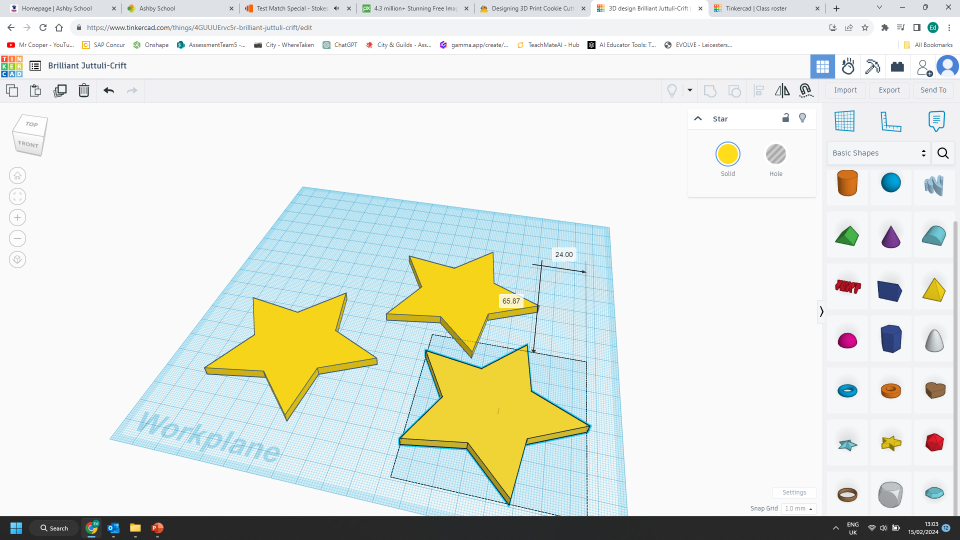 Homepage | Ashby School
Ashby School
Test Match Special - Stokes
4.3 million+ Stunning Free Ima
Designing 3D Print Cookie Cutt
3D design Brilliant Juttuli-Crift
Tinkercad | Class roster
https://www.tinkercad.com/things/4GUUUErvc5r-brilliant-juttuli-crift/edit
Ed
Mr Cooper - YouTu...
SAP Concur
Onshape
AssessmentTeam5 -...
City - WhereTaken
ChatGPT
City & Guilds - Ass...
gamma.app/create/...
TeachMateAI - Hub
AI Educator Tools: T...
EVOLVE - Leicesters...
All Bookmarks
TIN
KER
CAD
Brilliant Juttuli-Crift
Import
Export
Send To
TOP
FRONT
Star
Solid
Hole
Basic Shapes
24.00
65.87
Workplane
Settings
Snap Grid 1.0 mm
Search
ENG
UK
13:03
15/02/2024